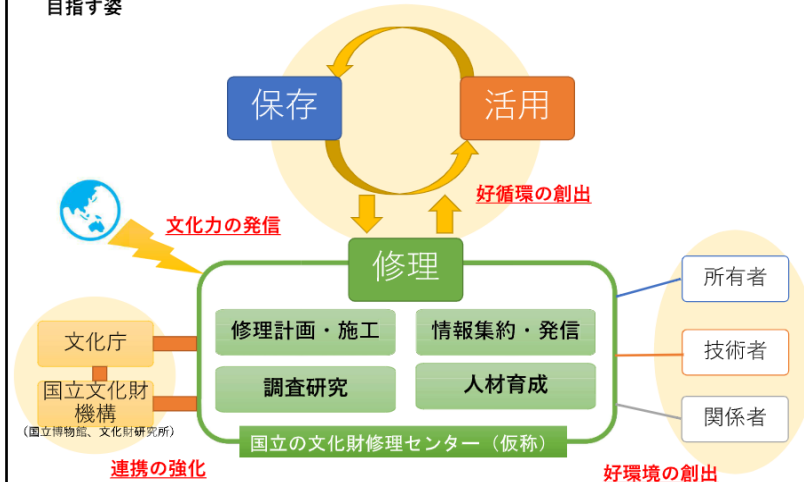 目指す姿
保存
活用
好循環の創出
文化力の発信
修理
修理計画・施工
情報集約・発信
調査研究
人材育成
国立の文化財修理センター（仮称）
文化庁
国立文化財
機構
（国立博物館、文化財研究所）
連携の強化
所有者
技術者
関係者
好環境の創出